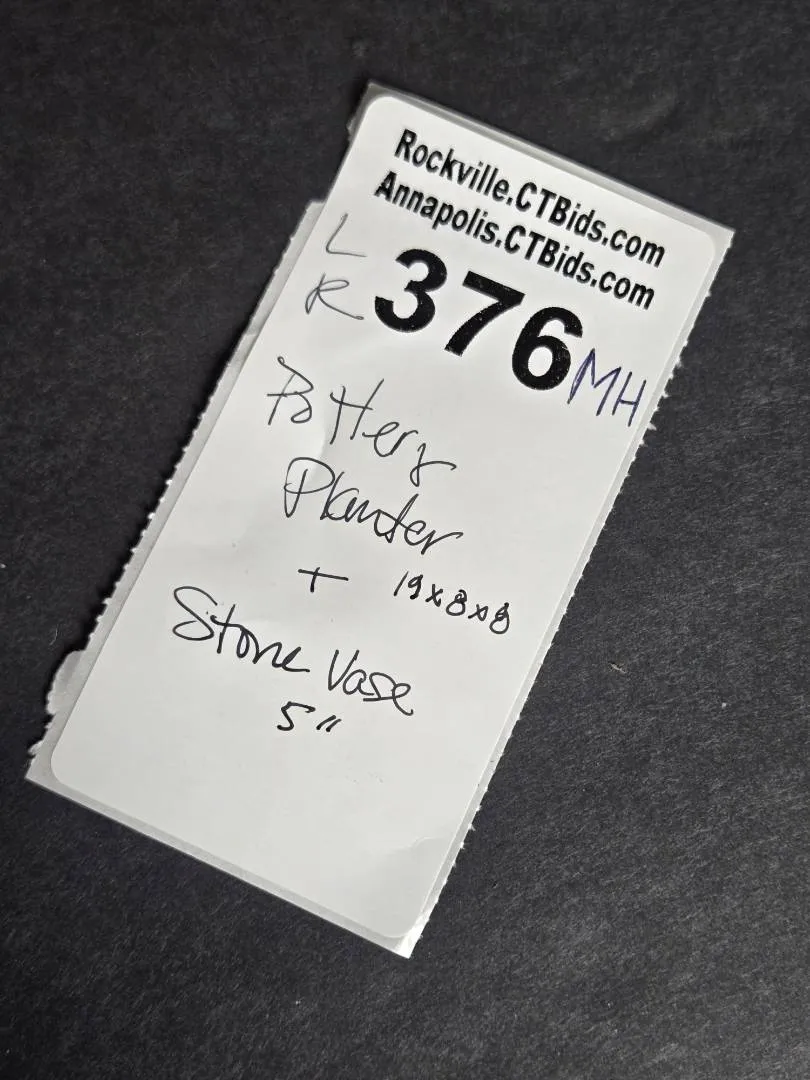 Rockville.CTBids.com
Annapolis.CTBids.com
L
R
376 MH
Pottery
Planter
+ 19x8x8
Stone Vase
5"